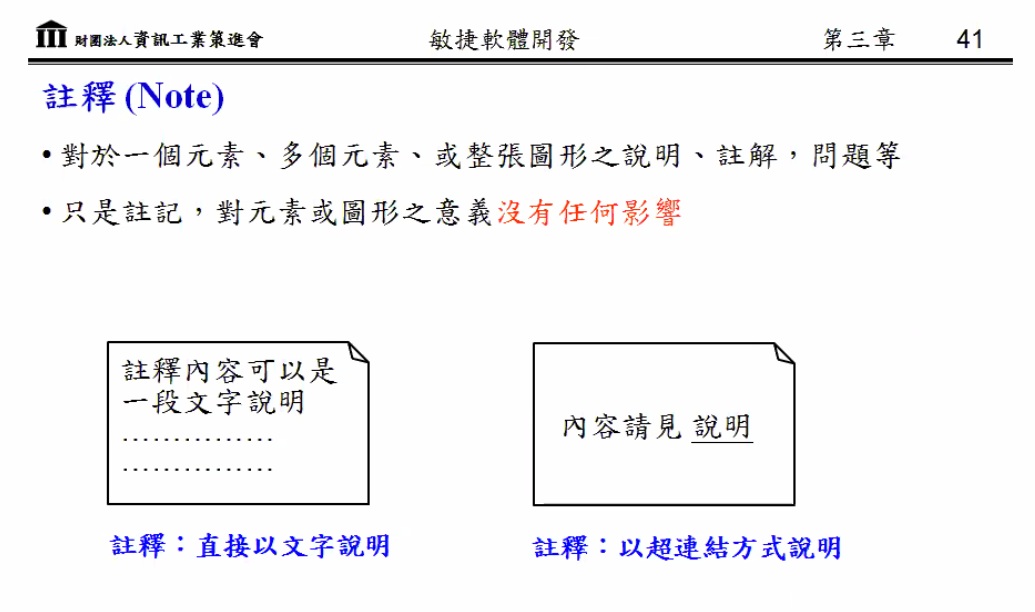 財團法人資訊工業策進會 敏捷軟體開發 第三章 41
註釋 (Note)
• 對於一個元素、多個元素、或整張圖形之說明、註解，問題等
• 只是註記，對元素或圖形之意義沒有任何影響
註釋內容可以是
一段文字說明
...............
...............
內容請見 說明
註釋：直接以文字說明
註釋：以超連結方式說明